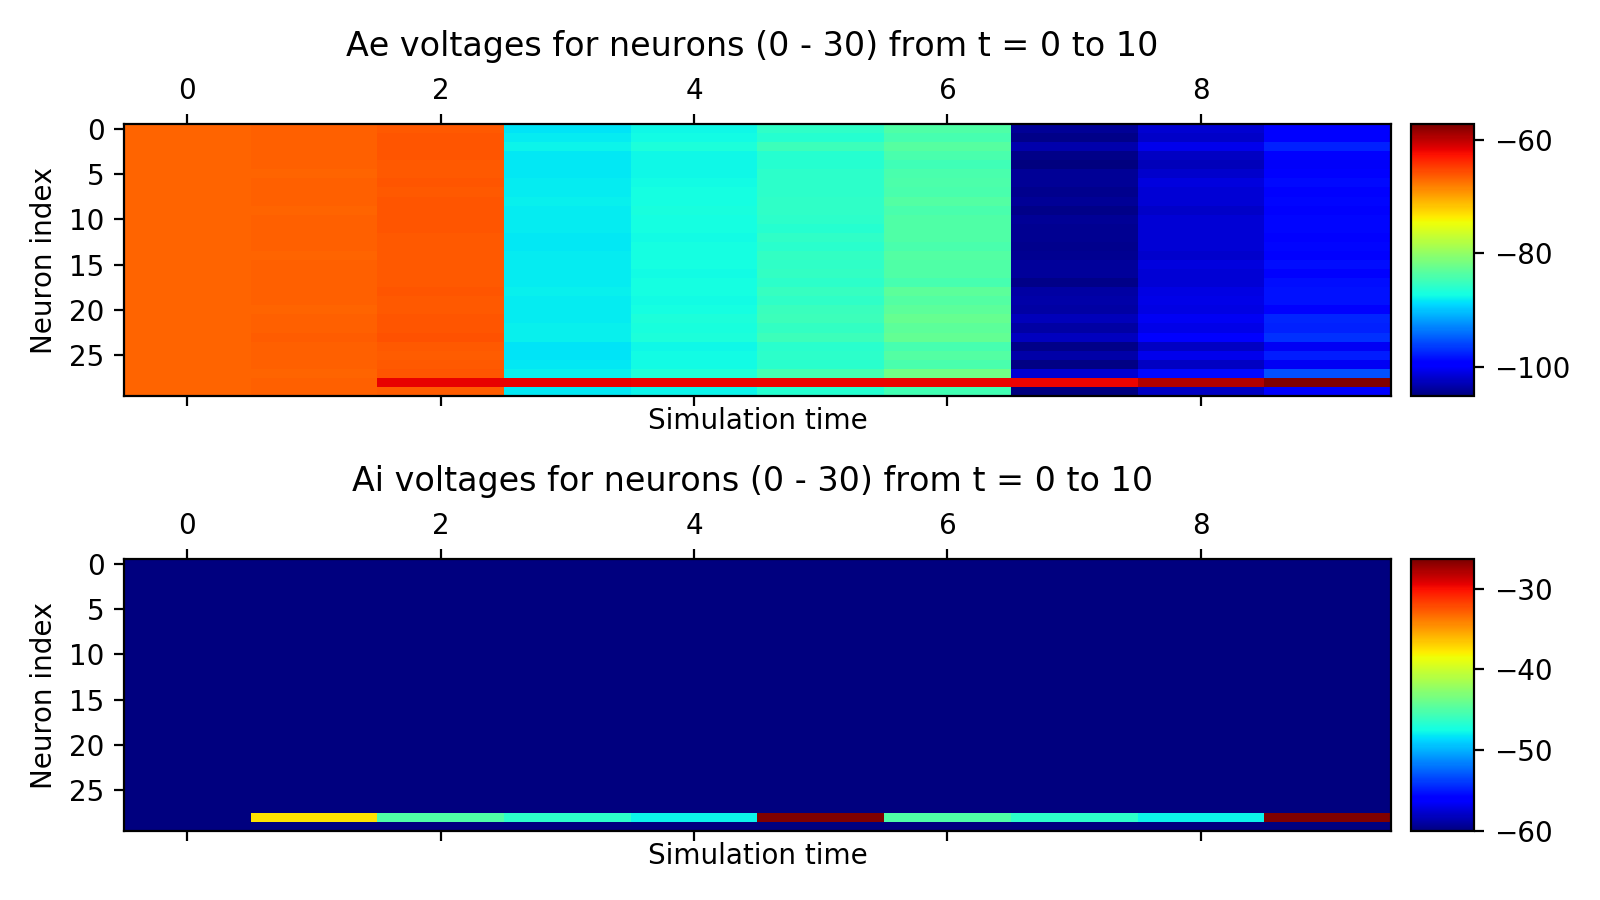 Ae voltages for neurons (0 - 30) from t = 0 to 10
0 2 4 6 8
Neuron index
0
5
10
15
20
25
−60
−80
−100
Simulation time
Ai voltages for neurons (0 - 30) from t = 0 to 10
0 2 4 6 8
Neuron index
0
5
10
15
20
25
−30
−40
−50
−60
Simulation time